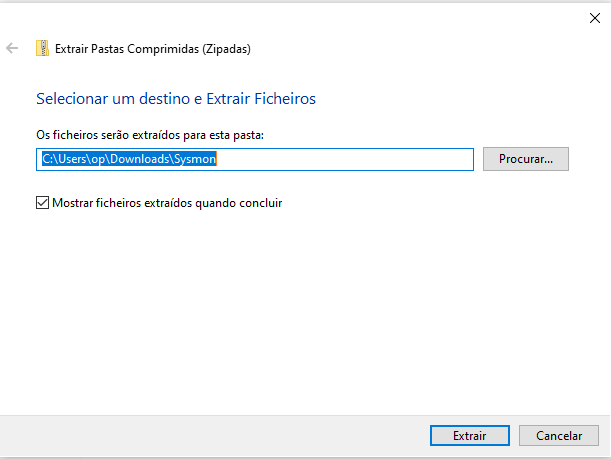 Extrair Pastas Comprimidas (Zipadas)
Selecionar um destino e Extrair Ficheiros
Os ficheiros serão extraídos para esta pasta:
C:\Users\op\Downloads\Sysmon
Procurar...
Mostrar ficheiros extraídos quando concluir
Extrair
Cancelar